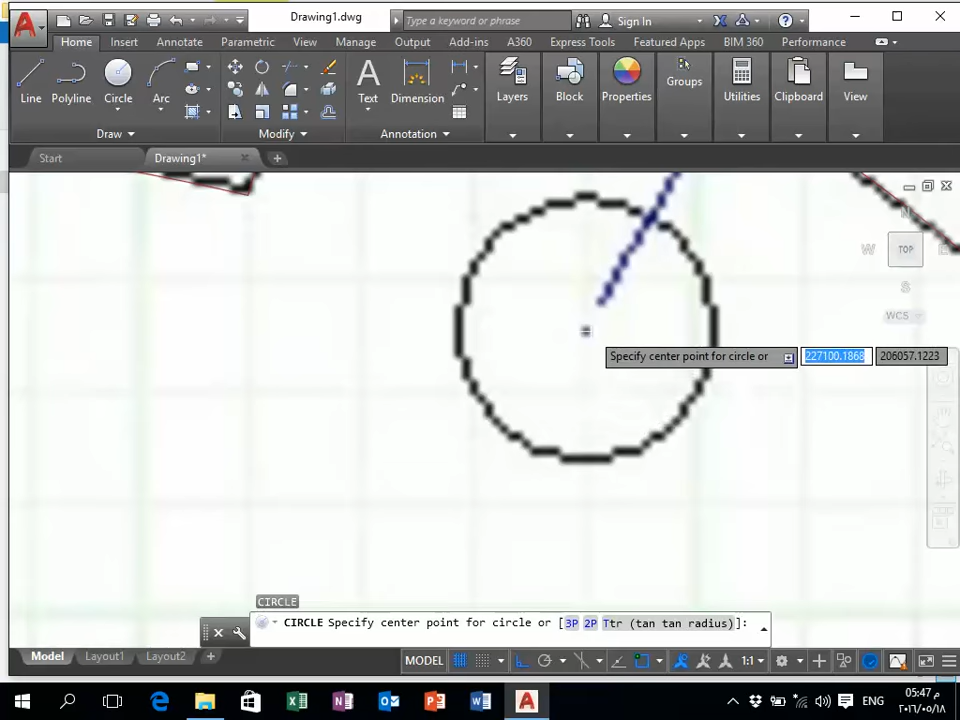 Drawing1.dwg
Type a keyword or phrase
Sign In
Home Insert Annotate Parametric View Manage Output Add-ins A360 Express Tools Featured Apps BIM 360 Performance
Line Polyline Circle Arc Text Dimension Layers Block Properties Groups Utilities Clipboard View
Draw Modify Annotation
Start Drawing1*
N
W TOP E
S
WCS
Specify center point for circle or 227100.1868 206057.1223
CIRCLE
CIRCLE Specify center point for circle or [3P 2P Ttr (tan tan radius)]:
Model Layout1 Layout2
MODEL 1:1
ENG
05:47 م
٢٠١٦/٠٥/١٨